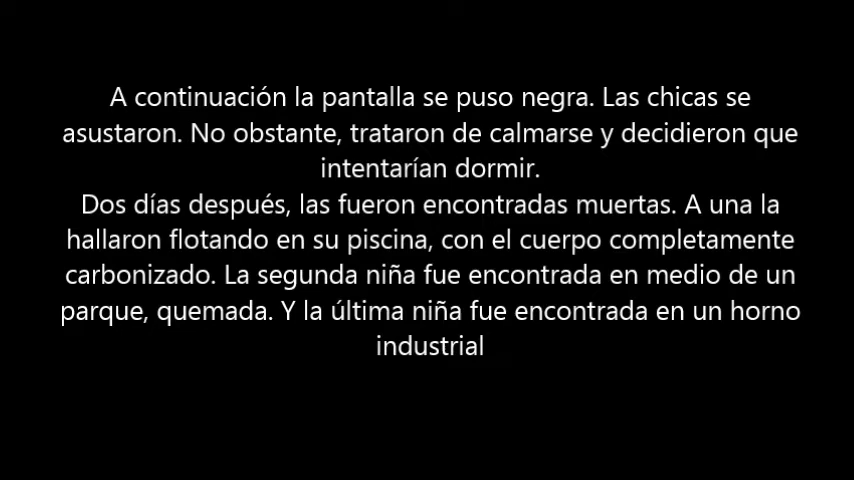 A continuación la pantalla se puso negra. Las chicas se
asustaron. No obstante, trataron de calmarse y decidieron que
intentarían dormir.
Dos días después, las fueron encontradas muertas. A una la
hallaron flotando en su piscina, con el cuerpo completamente
carbonizado. La segunda niña fue encontrada en medio de un
parque, quemada. Y la última niña fue encontrada en un horno
industrial